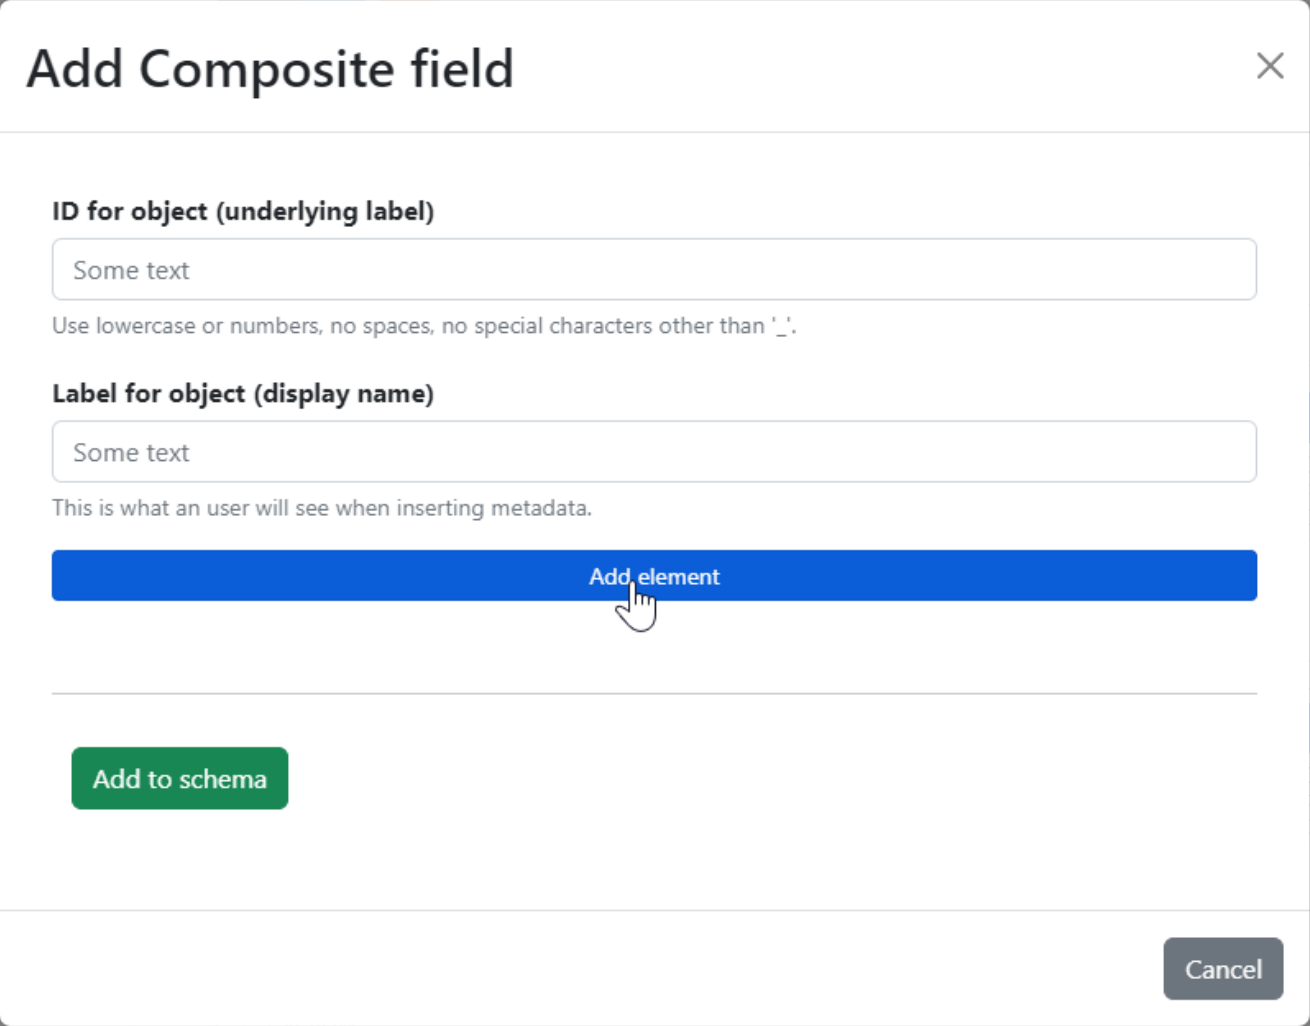 Add Composite field
ID for object (underlying label)
Some text
Use lowercase or numbers, no spaces, no special characters other than '_'.
Label for object (display name)
Some text
This is what an user will see when inserting metadata.
Add element
Add to schema
Cancel